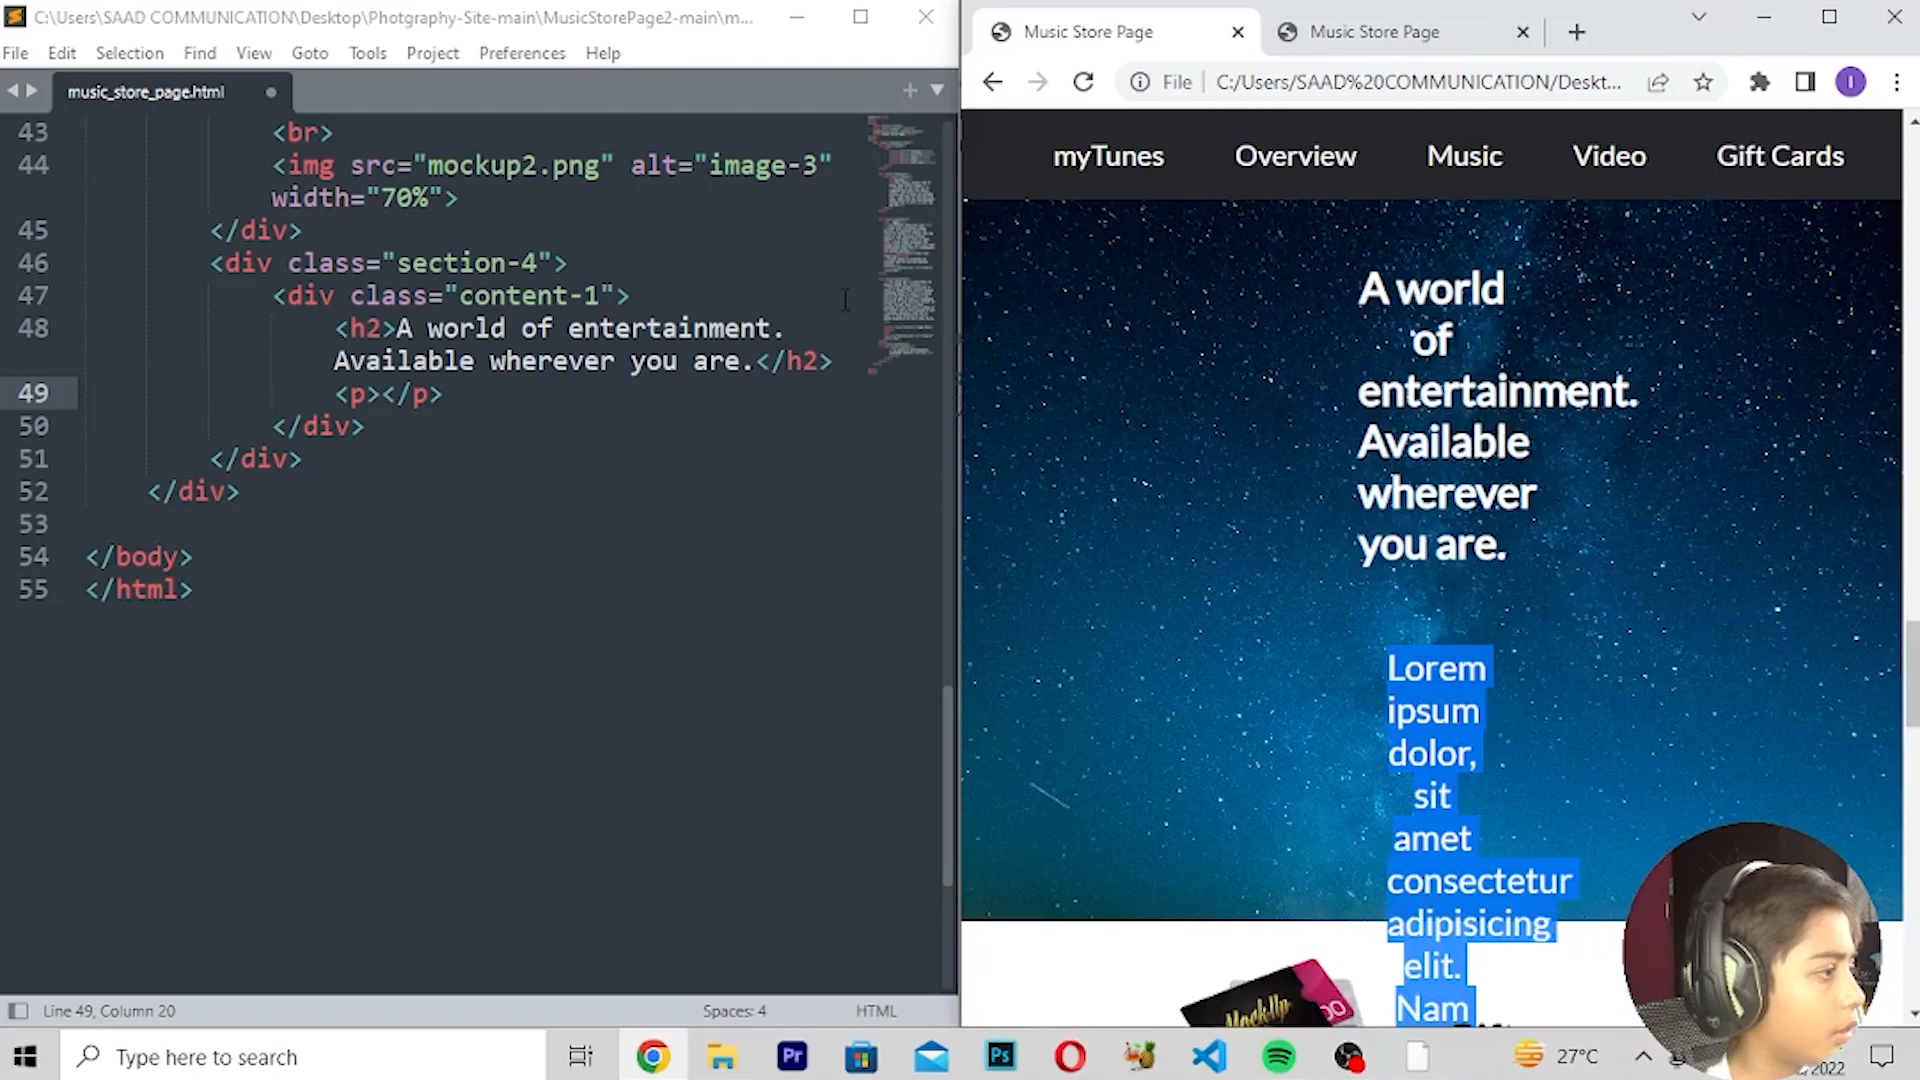 C:\Users\SAAD COMMUNICATION\Desktop\Photgraphy-Site-main\MusicStorePage2-main\m...
File Edit Selection Find View Goto Tools Project Preferences Help
music_store_page.html
43 <br>
44 <img src="mockup2.png" alt="image-3"
width="70%">
45 </div>
46 <div class="section-4">
47 <div class="content-1">
48 <h2>A world of entertainment.
Available wherever you are.</h2>
49 <p></p>
50 </div>
51 </div>
52 </div>
53
54 </body>
55 </html>
Line 49, Column 20 Spaces: 4 HTML
Music Store Page Music Store Page
File C:/Users/SAAD%20COMMUNICATION/Deskt...
I
myTunes Overview Music Video Gift Cards
A world
of
entertainment.
Available
wherever
you are.
Lorem
ipsum
dolor,
sit
amet
consectetur
adipisicing
elit.
Nam
MockUp
Type here to search
Pr
Ps
27°C
/2022